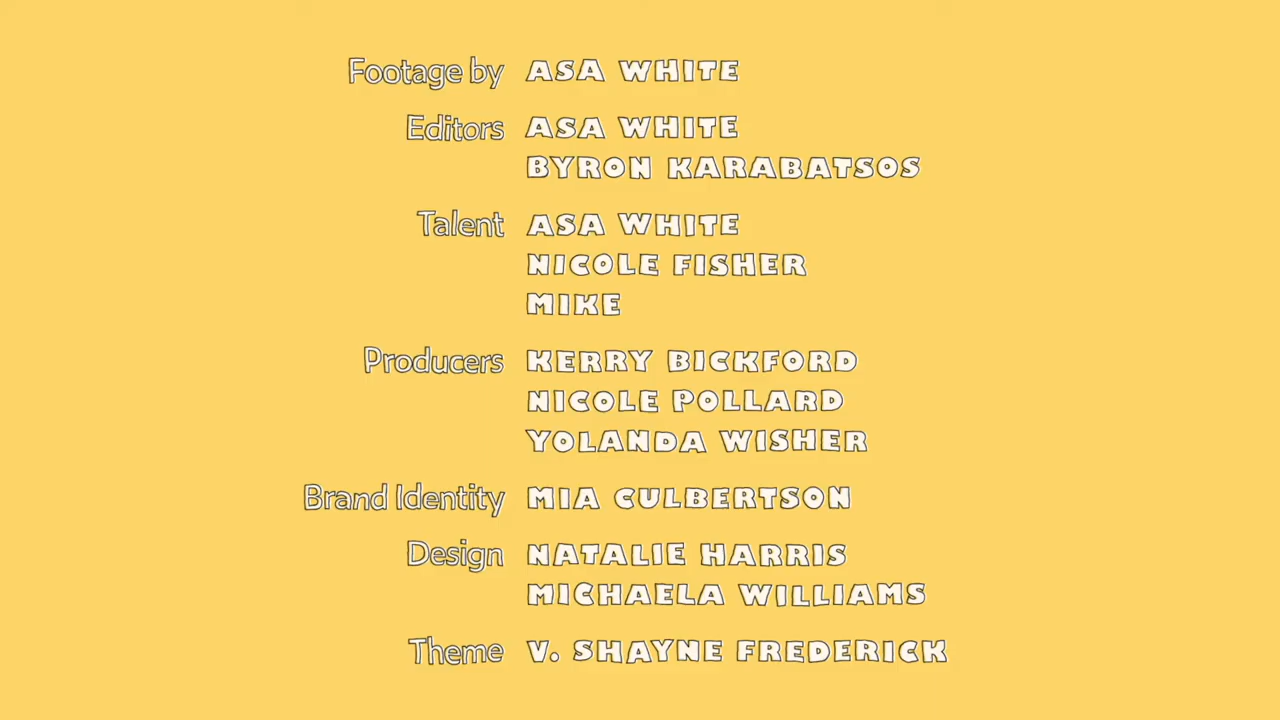 Footage by ASA WHITE
Editors ASA WHITE
BYRON KARABATSOS
Talent ASA WHITE
NICOLE FISHER
MIKE
Producers KERRY BICKFORD
NICOLE POLLARD
YOLANDA WISHER
Brand Identity MIA CULBERTSON
Design NATALIE HARRIS
MICHAELA WILLIAMS
Theme V. SHAYNE FREDERICK